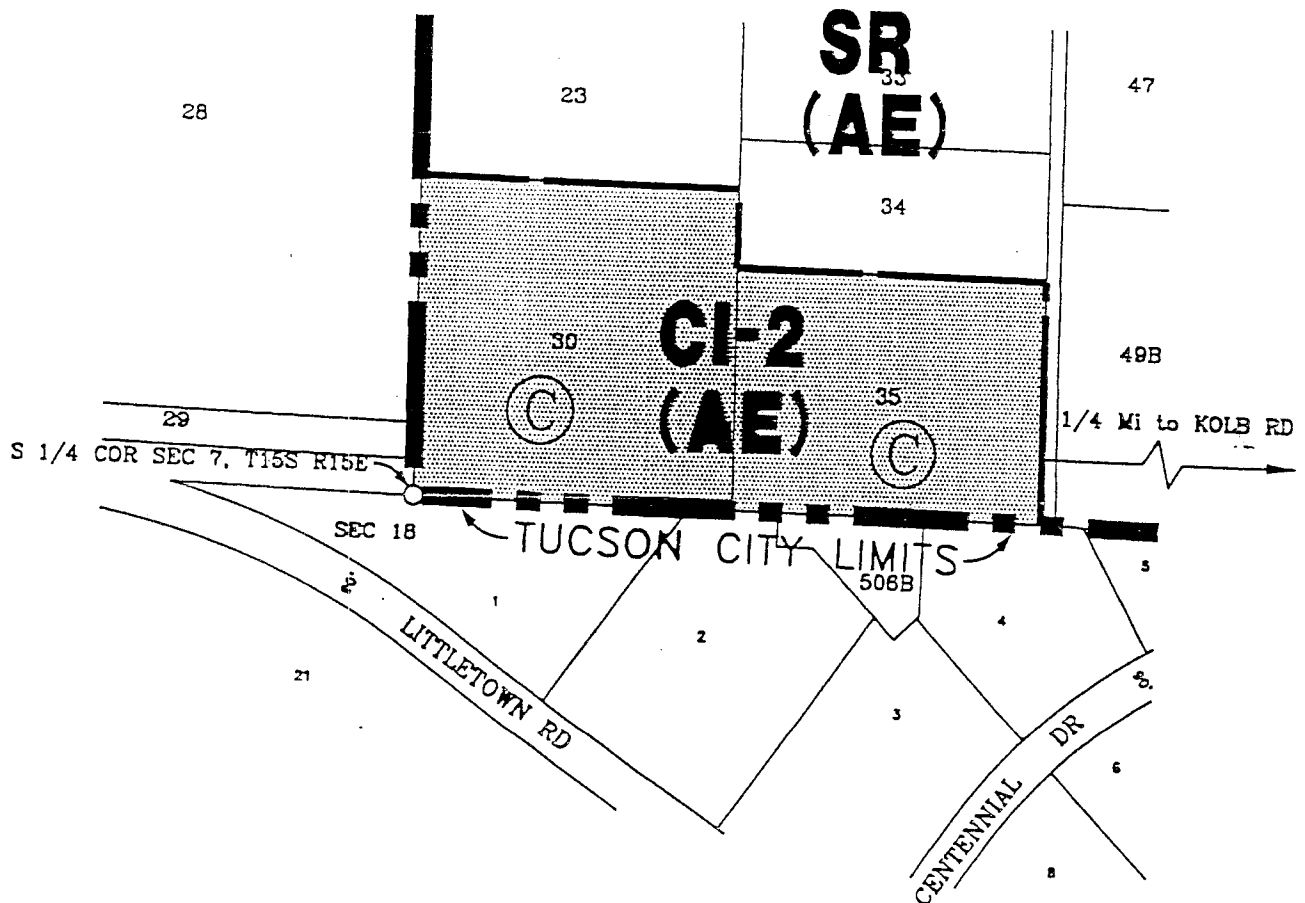 SR
(AE)
28
23
33
47
34
CI-2
(AE)
30
35
49B
C
C
29
1/4 Mi to KOLB RD
S 1/4 COR SEC 7, T15S R15E
SEC 18
TUCSON CITY LIMITS
506B
5
1
2
4
LITTLETOWN RD
21
3
SO.
CENTENNIAL DR
6
8